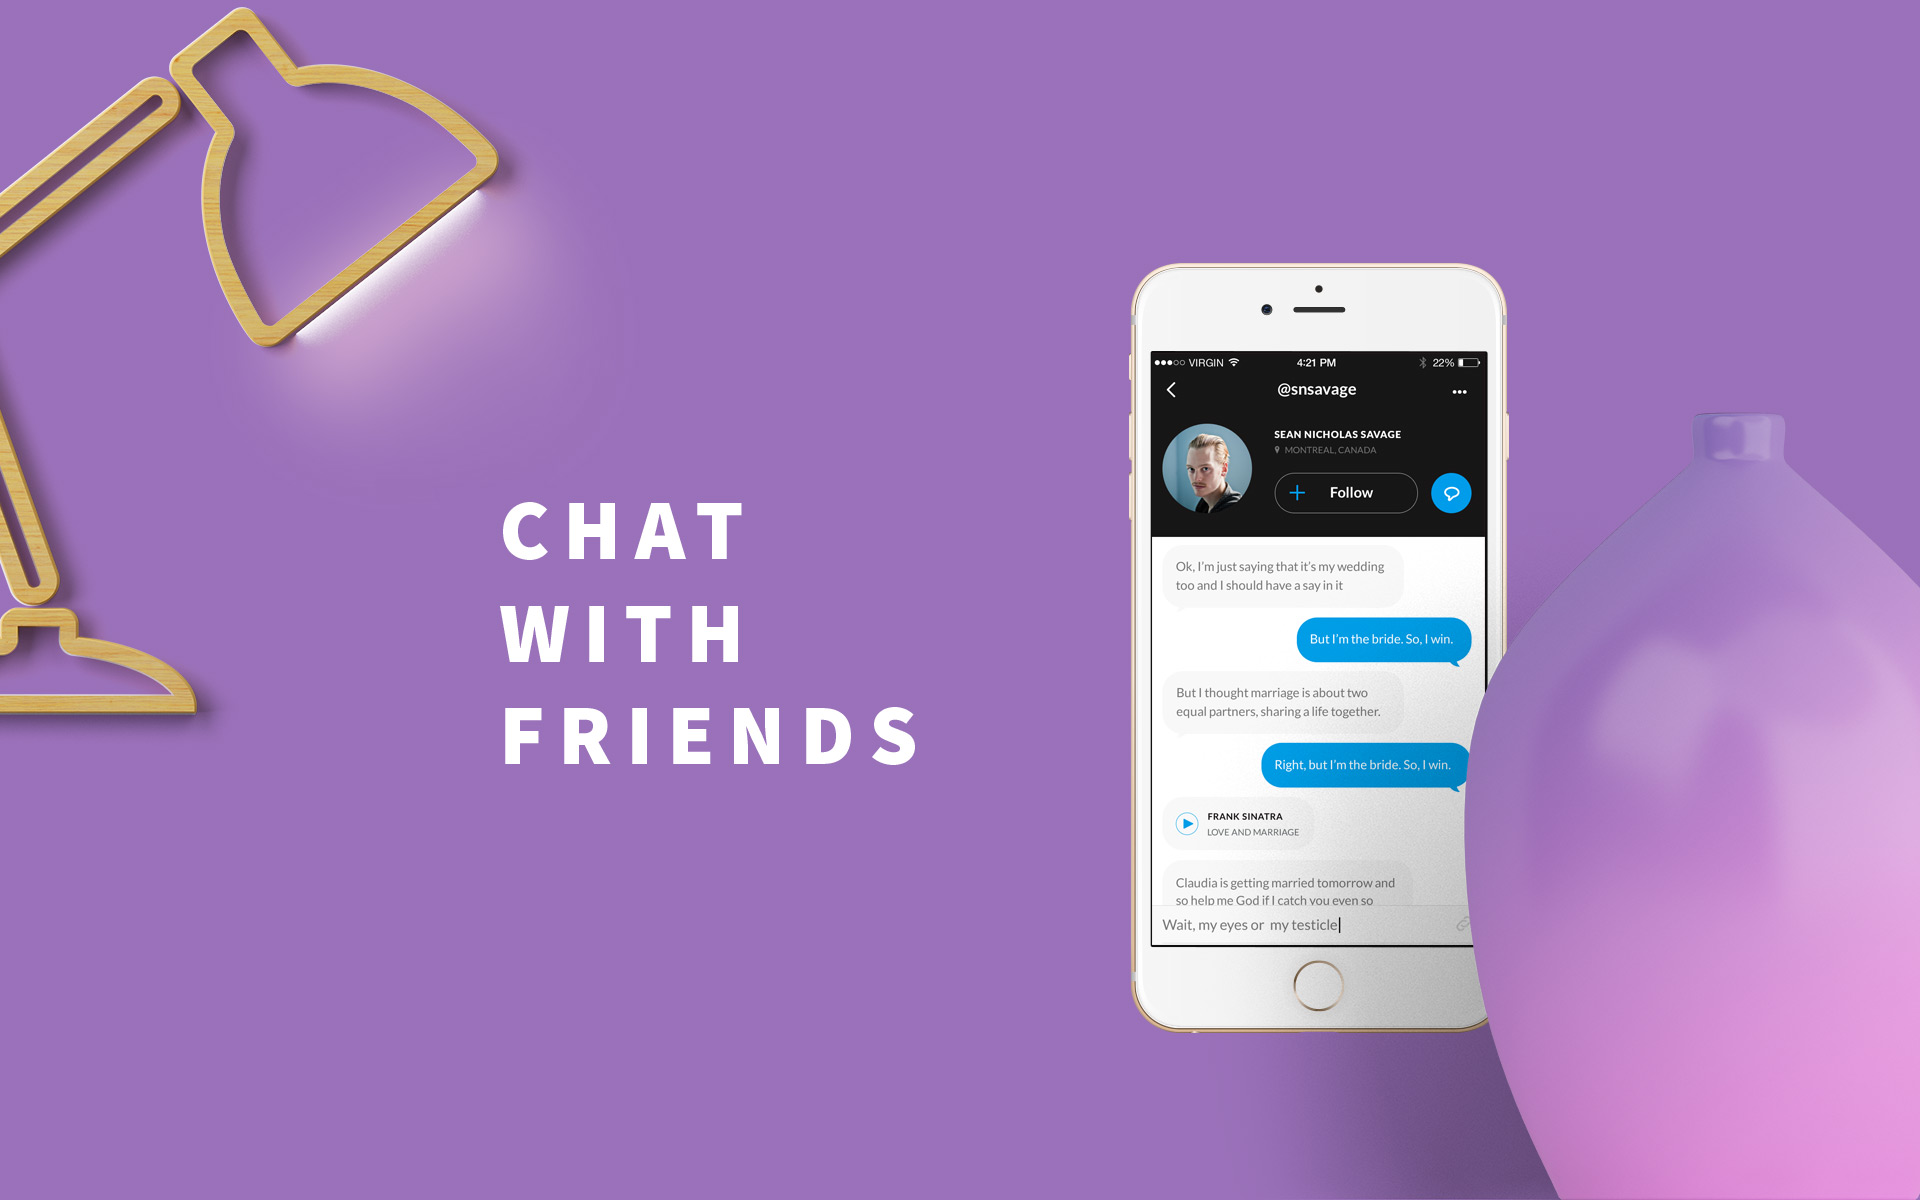 CHAT
WITH
FRIENDS
VIRGIN 4:21 PM 22%
@snsavage
SEAN NICHOLAS SAVAGE
MONTREAL, CANADA
Follow
Ok, I'm just saying that it's my wedding
too and I should have a say in it
But I'm the bride. So, I win.
But I thought marriage is about two
equal partners, sharing a life together.
Right, but I'm the bride. So, I win.
FRANK SINATRA
LOVE AND MARRIAGE
Claudia is getting married tomorrow and
so help me God if I catch you even so
Wait, my eyes or my testicle